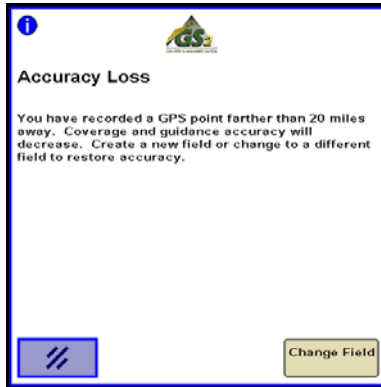 i
GS2
Accuracy Loss
You have recorded a GPS point farther than 20 miles
away. Coverage and guidance accuracy will
decrease. Create a new field or change to a different
field to restore accuracy.
Change Field